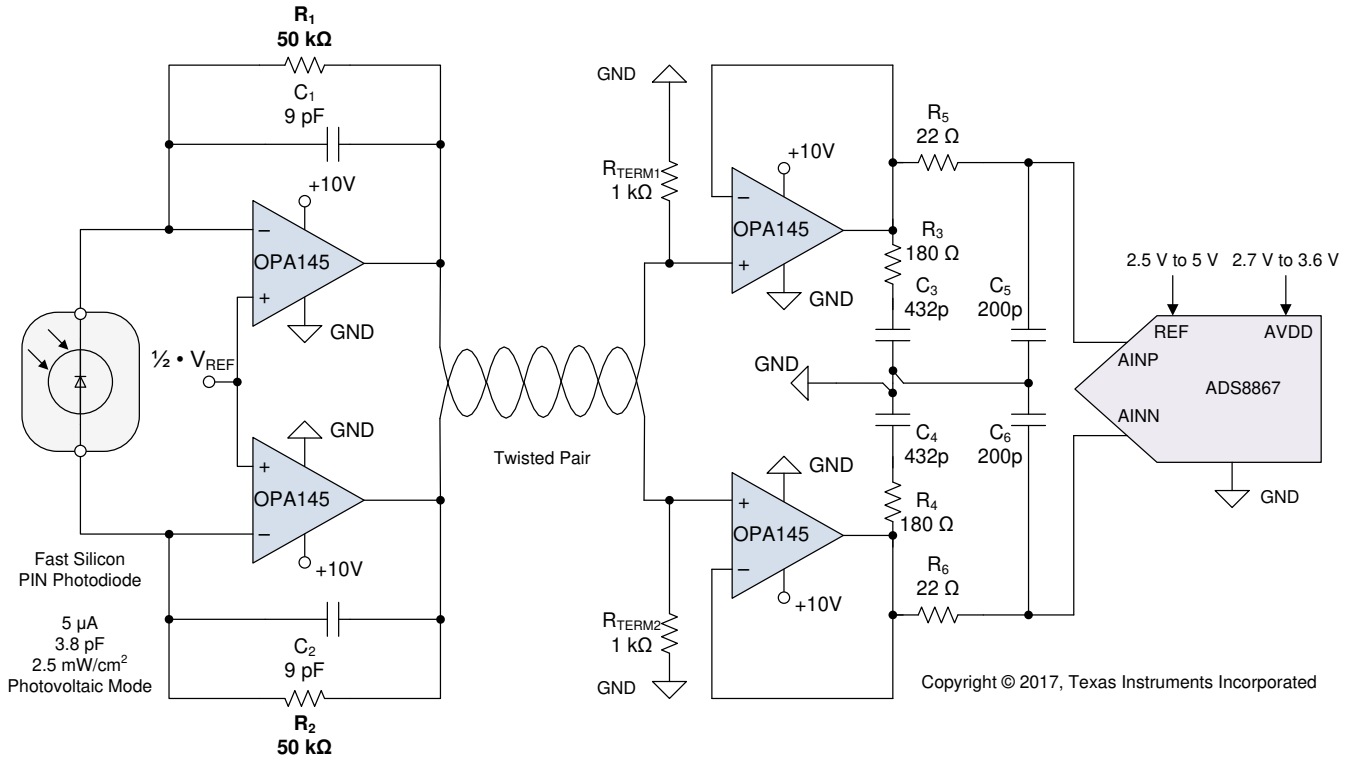 R1
50 kΩ
C1
9 pF
+10V
OPA145
GND
½ • VREF
GND
OPA145
+10V
C2
9 pF
R2
50 kΩ
Fast Silicon
PIN Photodiode
5 µA
3.8 pF
2.5 mW/cm²
Photovoltaic Mode
Twisted Pair
GND
RTERM1
1 kΩ
+10V
OPA145
GND
R5
22 Ω
R3
180 Ω
C3
432p
C5
200p
GND
C4
432p
C6
200p
GND
OPA145
R4
180 Ω
+10V
R6
22 Ω
RTERM2
1 kΩ
GND
2.5 V to 5 V
2.7 V to 3.6 V
REF
AVDD
AINP
ADS8867
AINN
GND
Copyright © 2017, Texas Instruments Incorporated